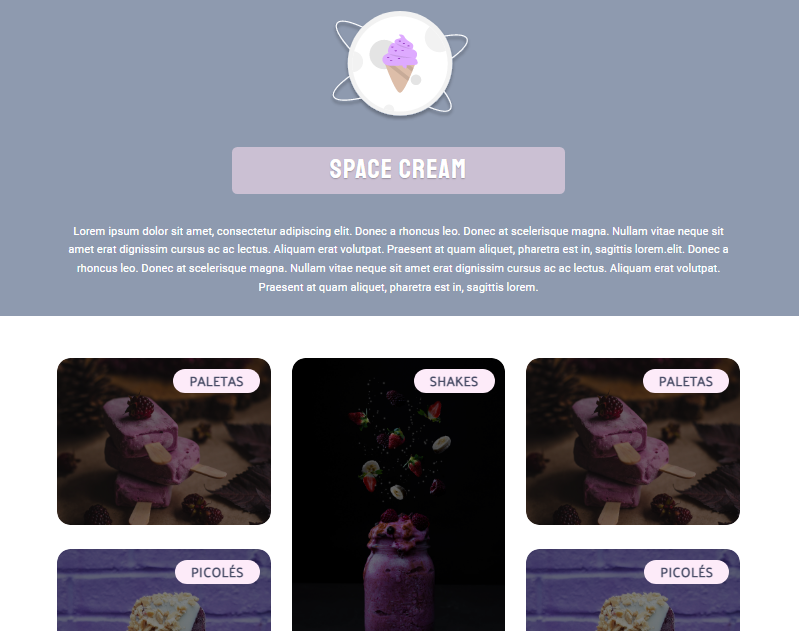 SPACE CREAM
Lorem ipsum dolor sit amet, consectetur adipiscing elit. Donec a rhoncus leo. Donec at scelerisque magna. Nullam vitae neque sit
amet erat dignissim cursus ac ac lectus. Aliquam erat volutpat. Praesent at quam aliquet, pharetra est in, sagittis lorem.elit. Donec a
rhoncus leo. Donec at scelerisque magna. Nullam vitae neque sit amet erat dignissim cursus ac ac lectus. Aliquam erat volutpat.
Praesent at quam aliquet, pharetra est in, sagittis lorem.
PALETAS
SHAKES
PALETAS
PICOLÉS
PICOLÉS